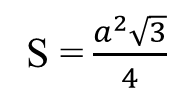 S = a²√3/4